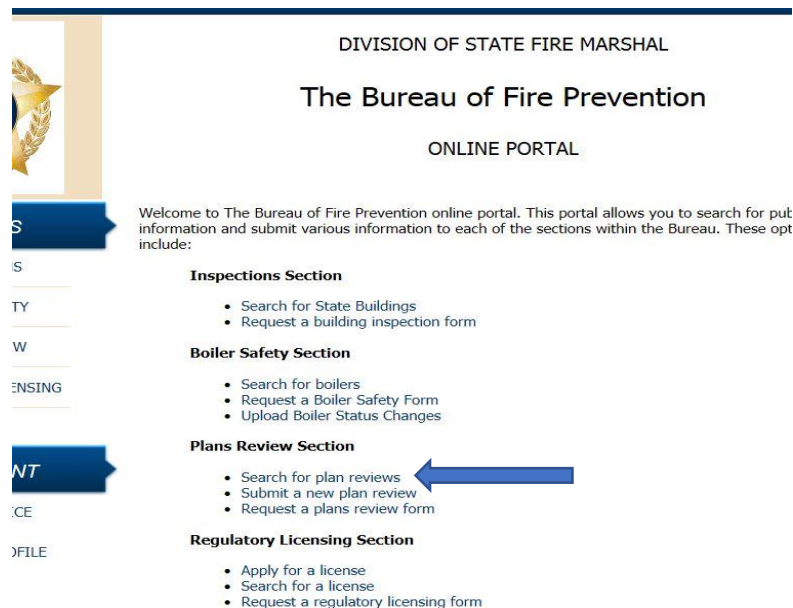 DIVISION OF STATE FIRE MARSHAL
The Bureau of Fire Prevention
ONLINE PORTAL
Welcome to The Bureau of Fire Prevention online portal. This portal allows you to search for pub
information and submit various information to each of the sections within the Bureau. These opt
include:
Inspections Section
• Search for State Buildings
• Request a building inspection form
Boiler Safety Section
• Search for boilers
• Request a Boiler Safety Form
• Upload Boiler Status Changes
Plans Review Section
• Search for plan reviews
• Submit a new plan review
• Request a plans review form
Regulatory Licensing Section
• Apply for a license
• Search for a license
• Request a regulatory licensing form
S
IS
TY
W
ENSING
NT
ICE
OFILE